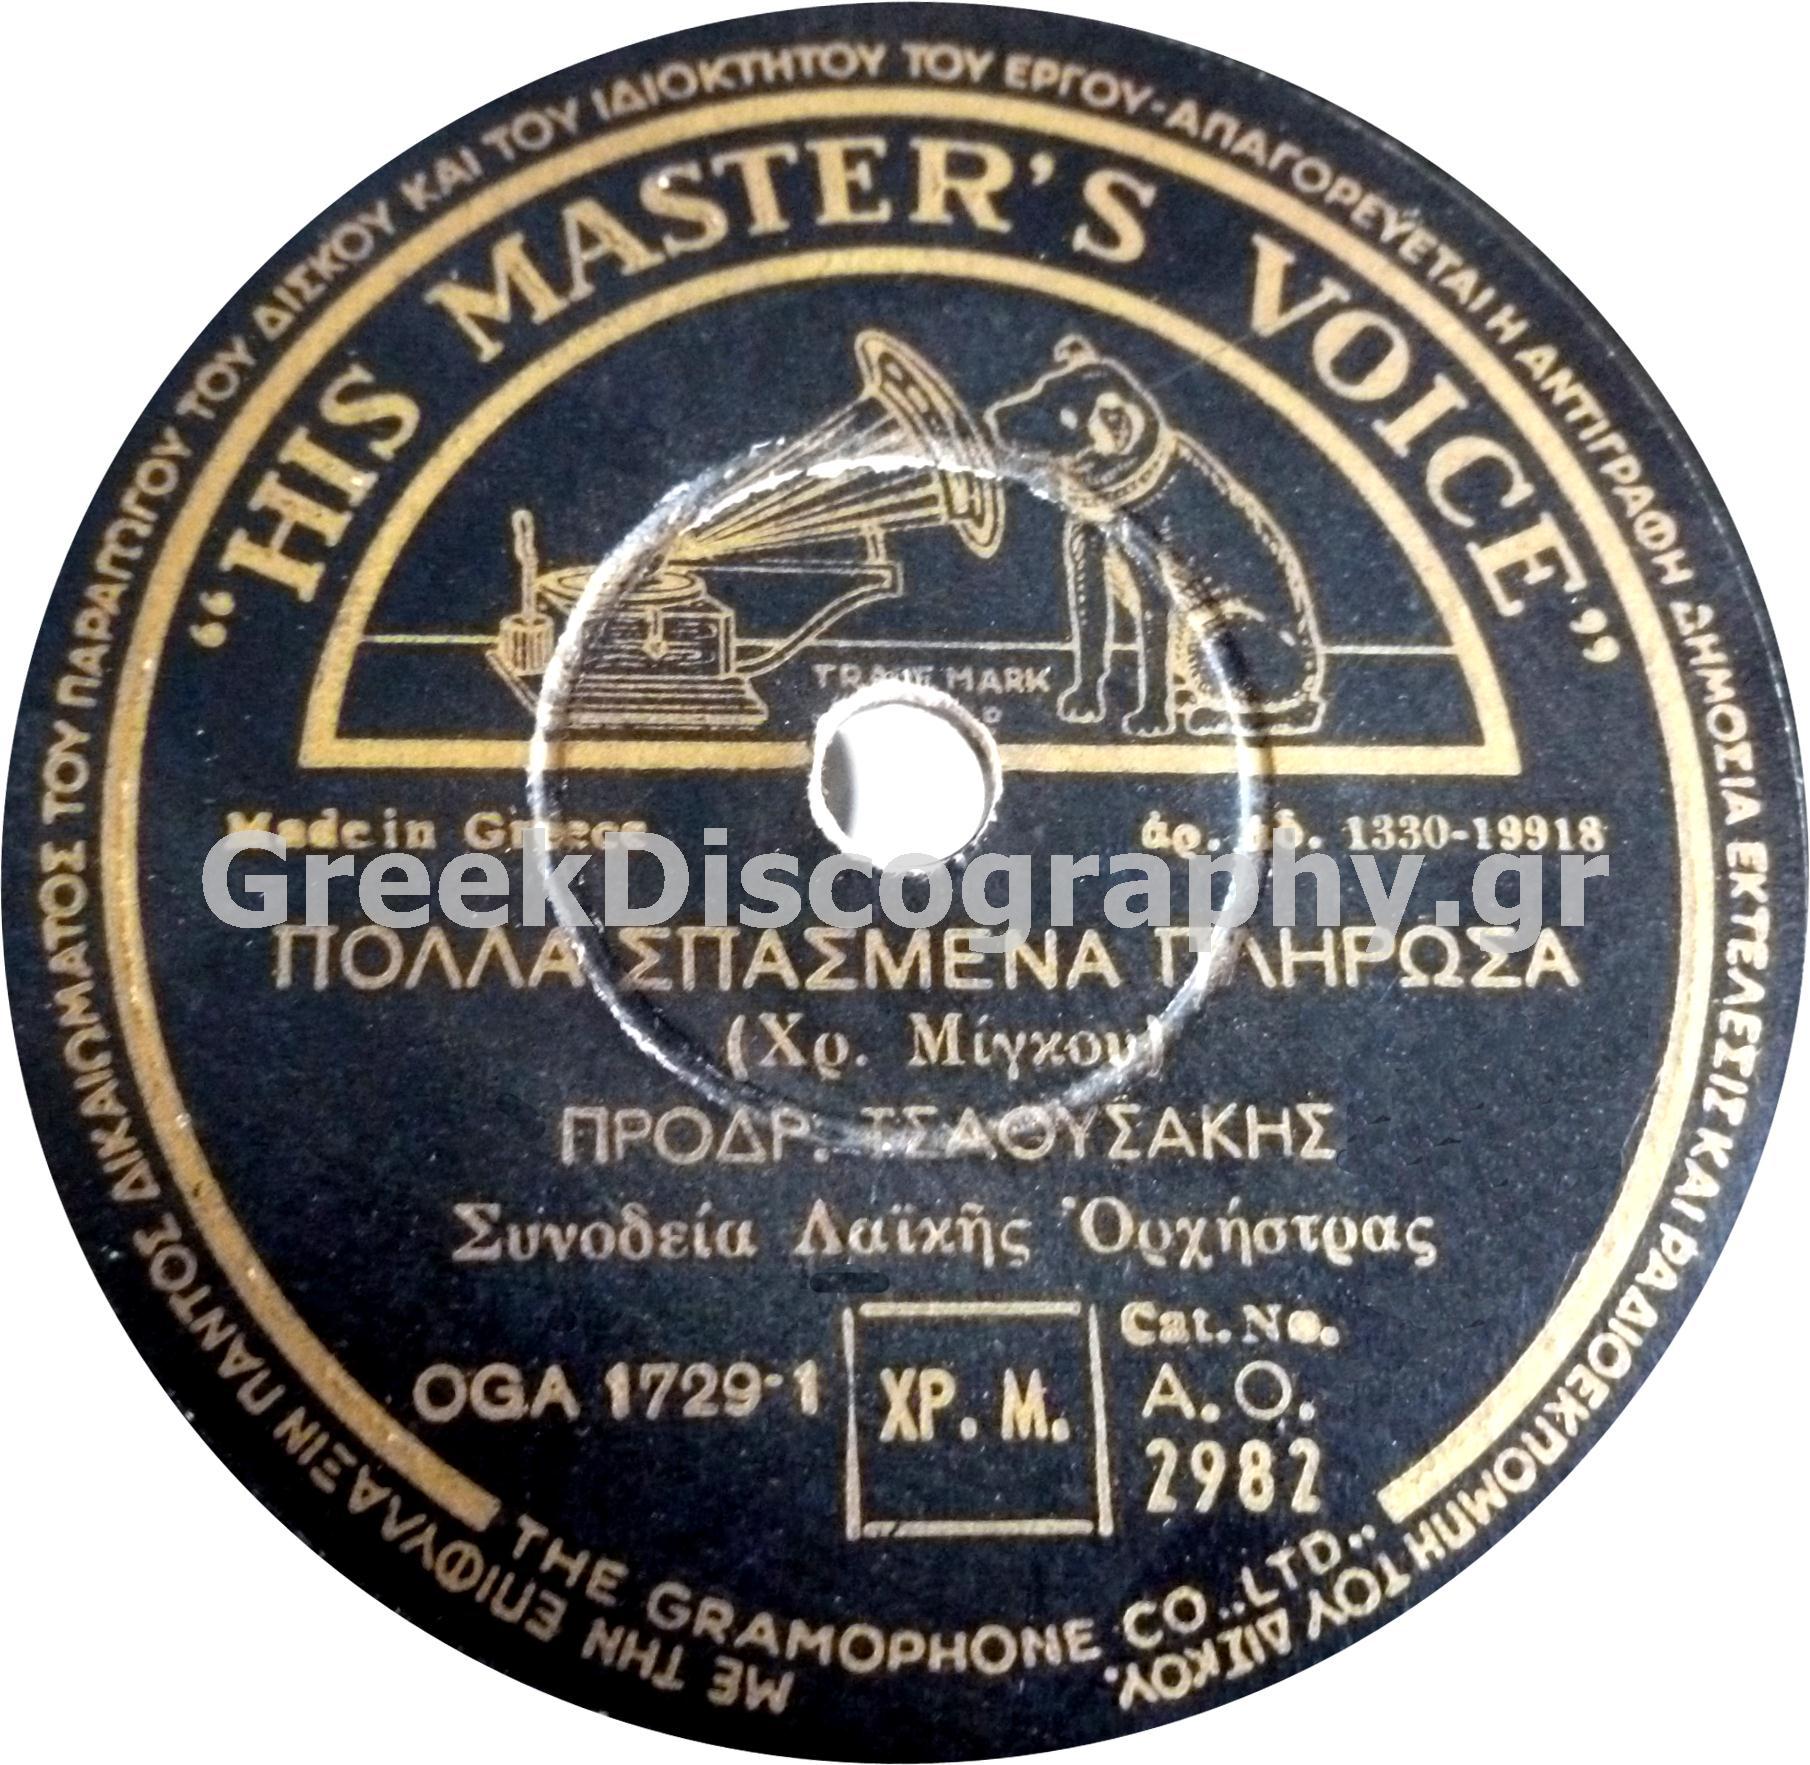 ΜΕ ΤΗΝ ΕΠΙΦΥΛΑΞΙΝ ΠΑΝΤΟΣ ΔΙΚΑΙΩΜΑΤΟΣ ΤΟΥ ΠΑΡΑΓΩΓΟΥ ΤΟΥ ΔΙΣΚΟΥ ΚΑΙ ΤΟΥ ΙΔΙΟΚΤΗΤΟΥ ΤΟΥ ΕΡΓΟΥ-ΑΠΑΓΟΡΕΥΕΤΑΙ Η ΑΝΤΙΓΡΑΦΗ ΔΗΜΟΣΙΑ ΕΚΤΕΛΕΣΙΣ ΚΑΙ ΡΑΔΙΟΕΚΠΟΜΠΗ ΤΟΥ ΔΙΣΚΟΥ.
“HIS MASTER'S VOICE”
TRADE MARK
Made in Greece
ἀρ. ἀδ. 1330-19918
GreekDiscography.gr
ΠΟΛΛΑ ΣΠΑΣΜΕΝΑ ΠΛΗΡΩΣΑ
(Χρ. Μίγκου)
ΠΡΟΔΡ. ΤΣΑΟΥΣΑΚΗΣ
Συνοδεία Λαϊκῆς Ὀρχήστρας
OGA 1729-1
ΧΡ. Μ.
Cat. No.
A. O.
2982
THE GRAMOPHONE CO., LTD.,